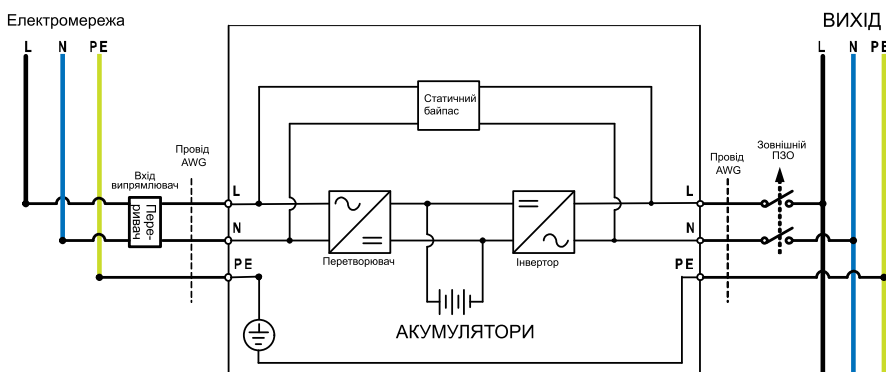 Електромережа
ВИХІД
L N PE
L N PE
Статичний
байпас
Провід
AWG
Зовнішній
ПЗО
Провід
AWG
Вхід
випрямлювач
Пере-
ривач
L
L
N
N
PE
PE
Перетворювач
Інвертор
АКУМУЛЯТОРИ